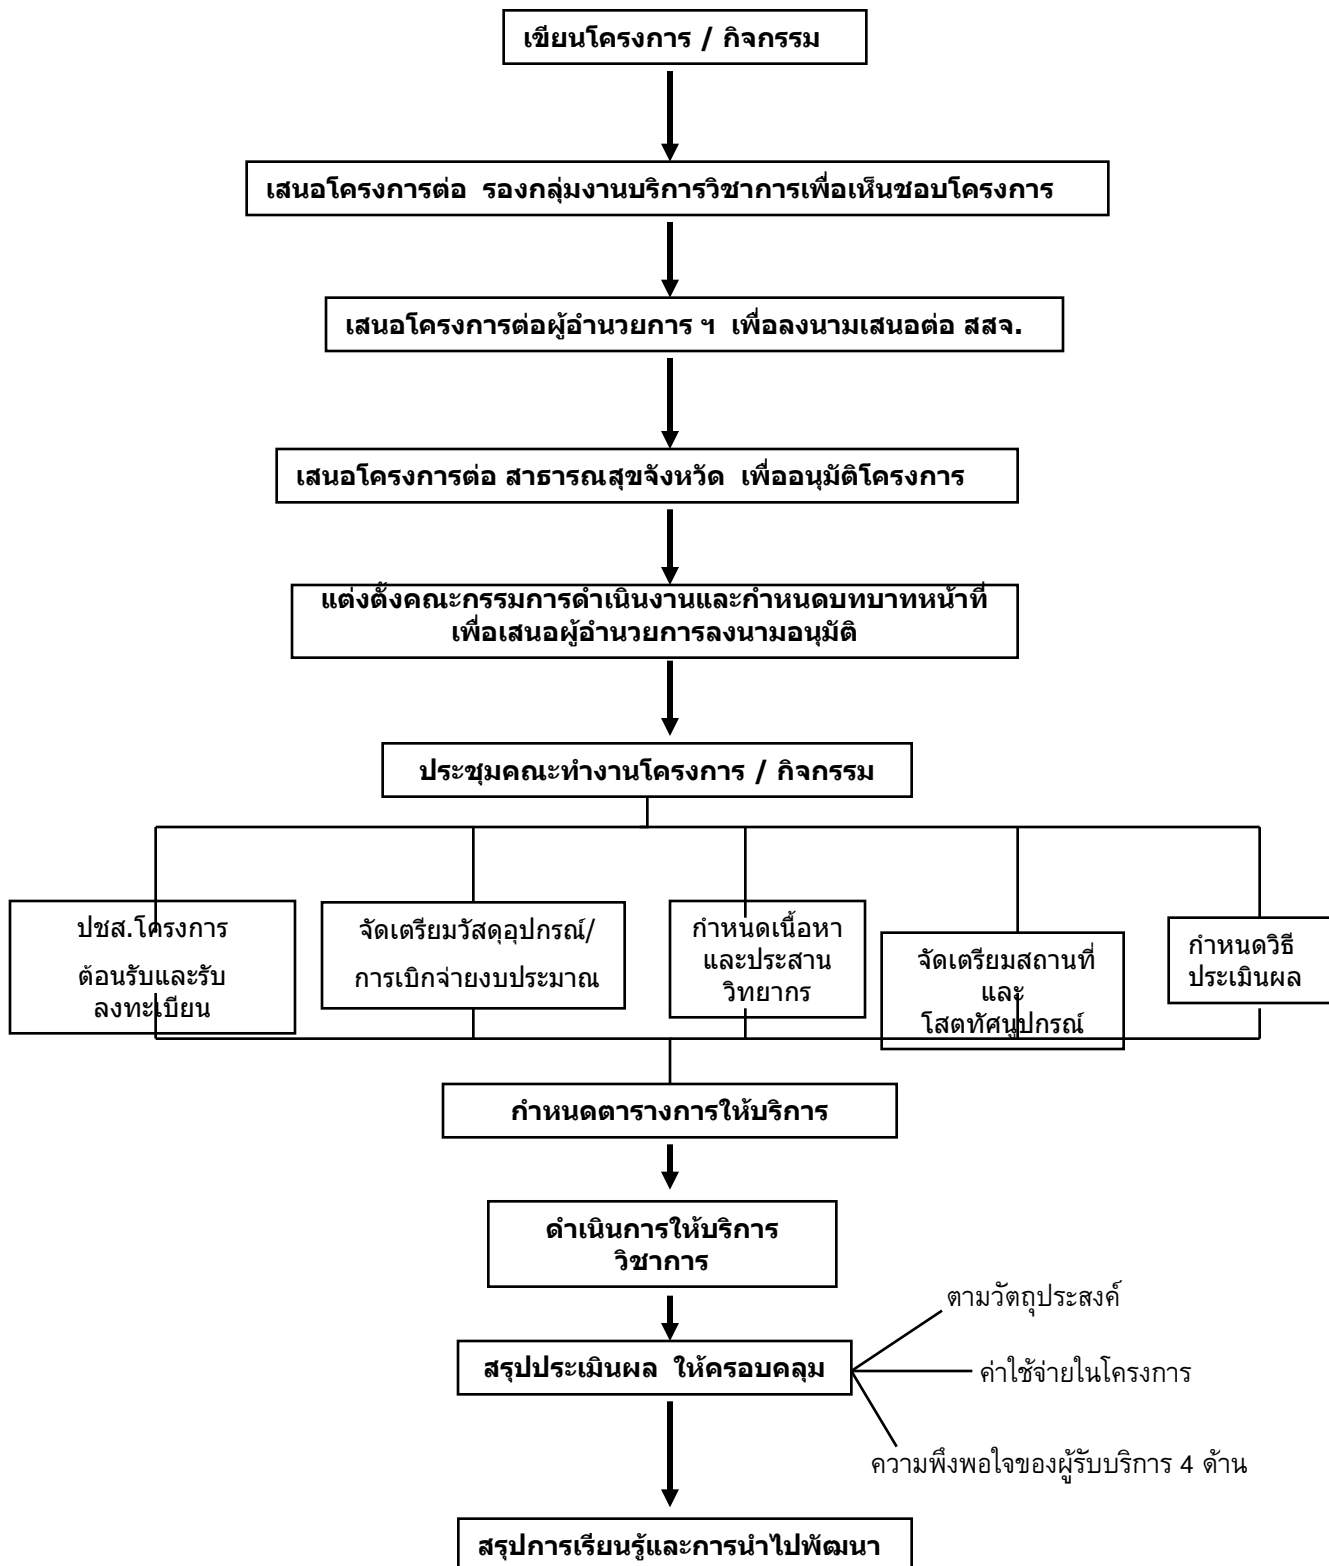 เขียนโครงการ / กิจกรรม
เสนอโครงการต่อ รองกลุ่มงานบริการวิชาการเพื่อเห็นชอบโครงการ
เสนอโครงการต่อผู้อำนวยการ ฯ เพื่อลงนามเสนอต่อ สสจ.
เสนอโครงการต่อ สาธารณสุขจังหวัด เพื่ออนุมัติโครงการ
แต่งตั้งคณะกรรมการดำเนินงานและกำหนดบทบาทหน้าที่
เพื่อเสนอผู้อำนวยการลงนามอนุมัติ
ประชุมคณะทำงานโครงการ / กิจกรรม
ปชส.โครงการ
ต้อนรับและรับ
ลงทะเบียน
จัดเตรียมวัสดุอุปกรณ์/
การเบิกจ่ายงบประมาณ
กำหนดเนื้อหา
และประสาน
วิทยากร
จัดเตรียมสถานที่
และ
โสตทัศนูปกรณ์
กำหนดวิธี
ประเมินผล
กำหนดตารางการให้บริการ
ดำเนินการให้บริการ
วิชาการ
สรุปประเมินผล ให้ครอบคลุม
ตามวัตถุประสงค์
ค่าใช้จ่ายในโครงการ
ความพึงพอใจของผู้รับบริการ 4 ด้าน
สรุปการเรียนรู้และการนำไปพัฒนา